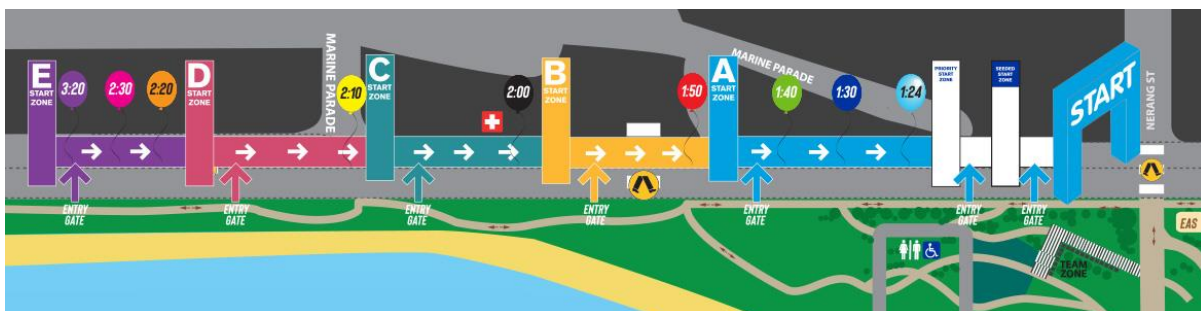 E
START
ZONE
3:20
2:30
2:20
D
START
ZONE
MARINE PARADE
2:10
C
START
ZONE
2:00
B
START
ZONE
1:50
A
START
ZONE
MARINE PARADE
1:40
1:30
1:24
PRIORITY
START
ZONE
SEEDED
START
ZONE
START
NERANG ST
ENTRY
GATE
ENTRY
GATE
ENTRY
GATE
ENTRY
GATE
ENTRY
GATE
ENTRY
GATE
ENTRY
GATE
EAS
TEAM
ZONE